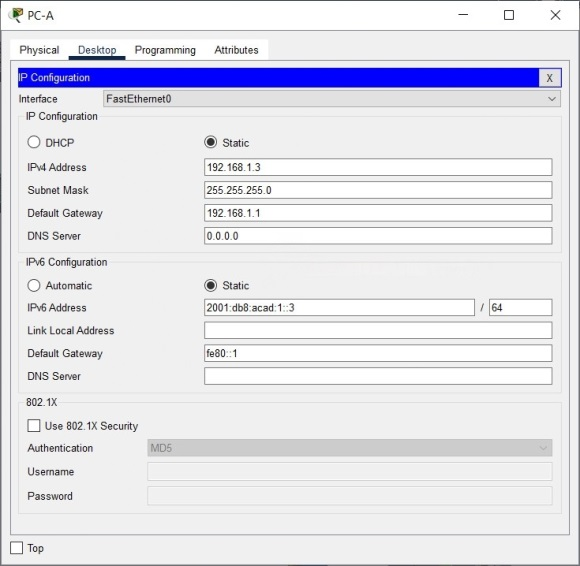 PC-A
Physical Desktop Programming Attributes
IP Configuration X
Interface FastEthernet0
IP Configuration
DHCP Static
IPv4 Address 192.168.1.3
Subnet Mask 255.255.255.0
Default Gateway 192.168.1.1
DNS Server 0.0.0.0
IPv6 Configuration
Automatic Static
IPv6 Address 2001:db8:acad:1::3 / 64
Link Local Address
Default Gateway fe80::1
DNS Server
802.1X
Use 802.1X Security
Authentication MD5
Username
Password
Top